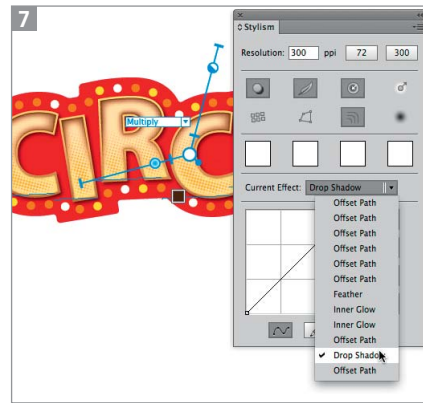 7
CIRC
Multiply
Stylism
Resolution: 300 ppi 72 300
Current Effect: Drop Shadow
Offset Path
Offset Path
Offset Path
Offset Path
Offset Path
Offset Path
Feather
Inner Glow
Inner Glow
Offset Path
Drop Shadow
Offset Path